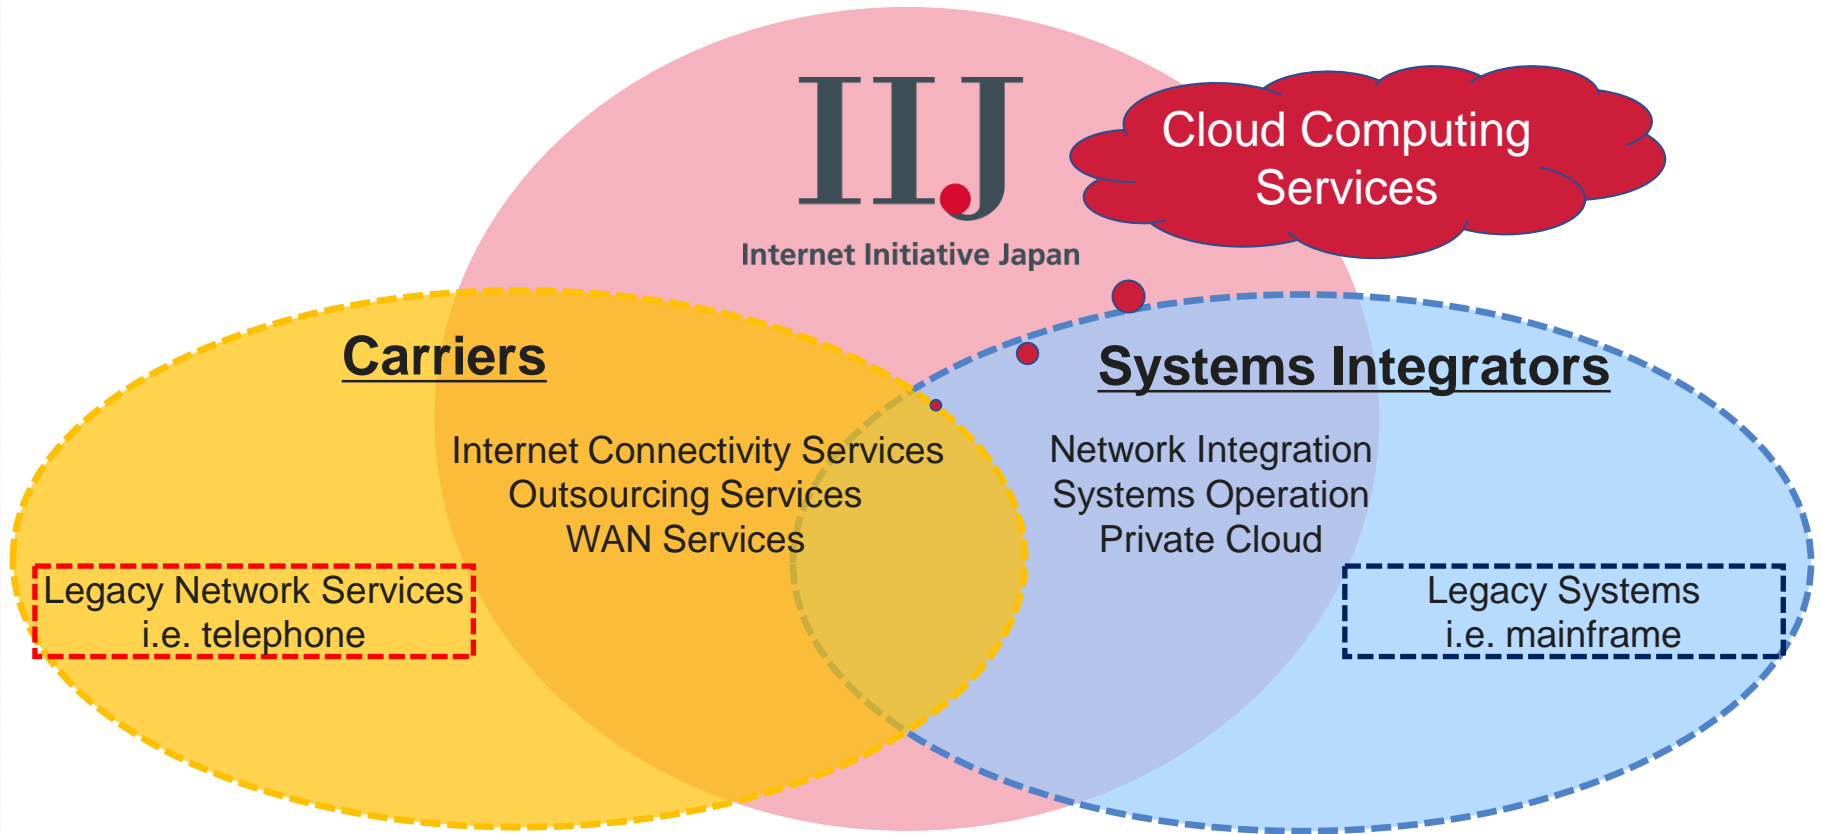 IIJ
Internet Initiative Japan
Cloud Computing
Services
Carriers
Systems Integrators
Internet Connectivity Services
Outsourcing Services
WAN Services
Network Integration
Systems Operation
Private Cloud
Legacy Network Services
i.e. telephone
Legacy Systems
i.e. mainframe